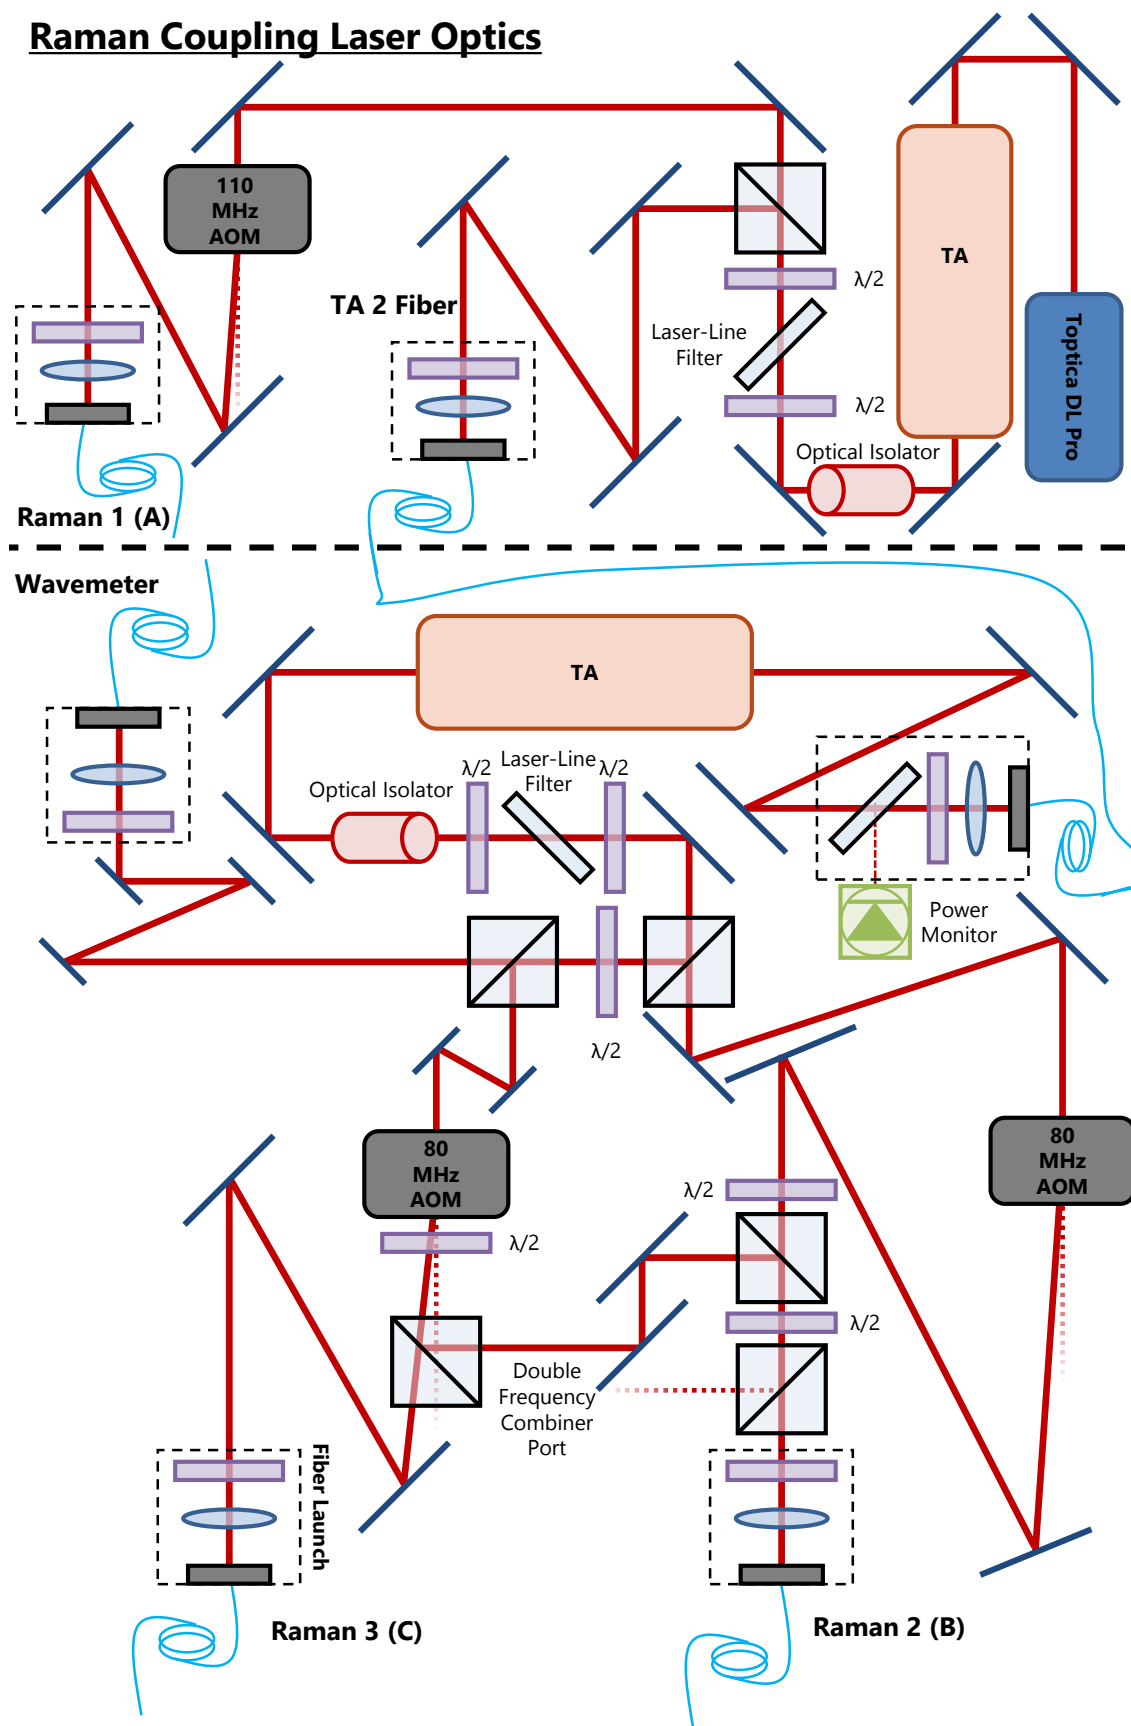 Raman Coupling Laser Optics
110
MHz
AOM
TA 2 Fiber
λ/2
Laser-Line
Filter
λ/2
TA
Toptica DL Pro
Optical Isolator
Raman 1 (A)
Wavemeter
TA
λ/2
Laser-Line
Filter
λ/2
Optical Isolator
Power
Monitor
λ/2
80
MHz
AOM
80
MHz
AOM
λ/2
λ/2
λ/2
Double
Frequency
Combiner
Port
Fiber Launch
Raman 3 (C)
Raman 2 (B)